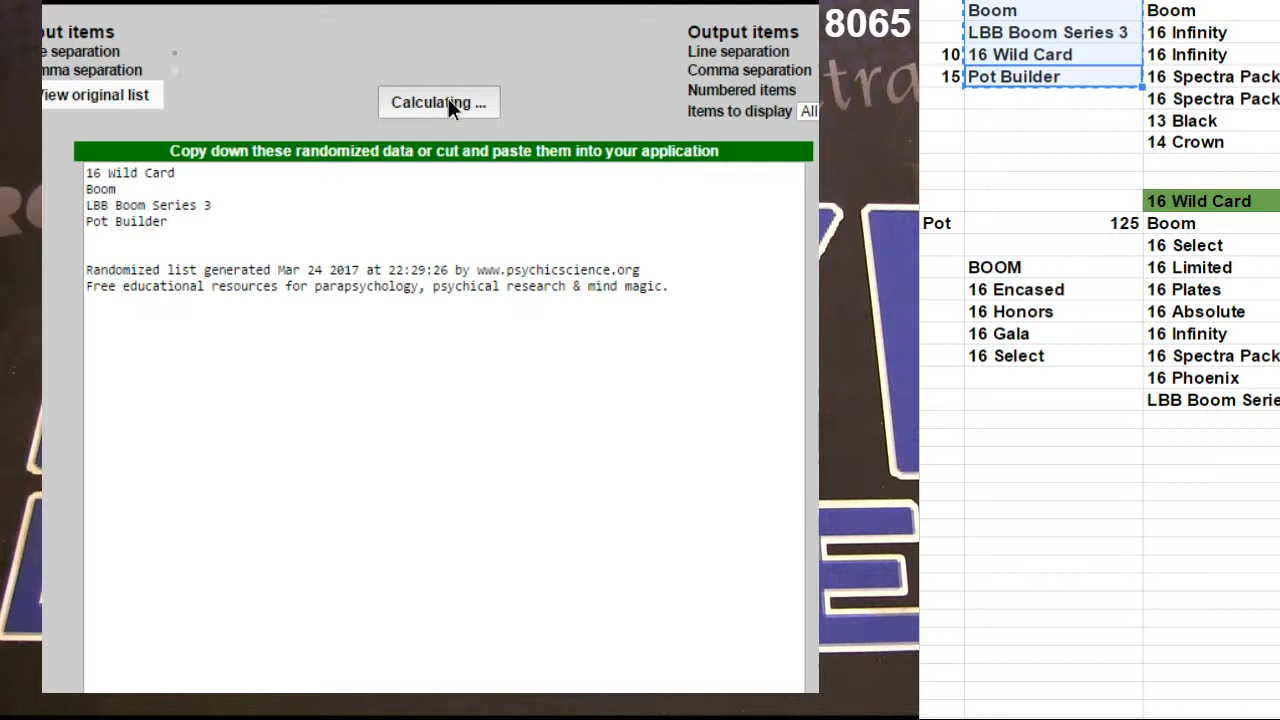 put items
e separation
mma separation
View original list
Calculating ...
Output items
Line separation
Comma separation
Numbered items
Items to display All
Copy down these randomized data or cut and paste them into your application
16 Wild Card
Boom
LBB Boom Series 3
Pot Builder
Randomized list generated Mar 24 2017 at 22:29:26 by www.psychicscience.org
Free educational resources for parapsychology, psychical research & mind magic.
8065
tra
Boom Boom
LBB Boom Series 3 16 Infinity
10 16 Wild Card 16 Infinity
15 Pot Builder 16 Spectra Pack
16 Spectra Pack
13 Black
14 Crown
16 Wild Card
Pot 125 Boom
16 Select
BOOM 16 Limited
16 Encased 16 Plates
16 Honors 16 Absolute
16 Gala 16 Infinity
16 Select 16 Spectra Pack
16 Phoenix
LBB Boom Serie